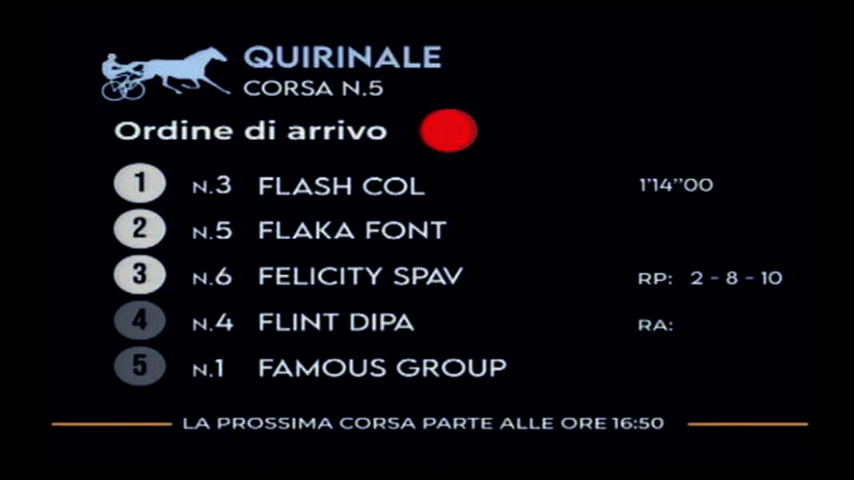 QUIRINALE
CORSA N.5
Ordine di arrivo
1 N.3 FLASH COL 1'14"00
2 N.5 FLAKA FONT
3 N.6 FELICITY SPAV RP: 2 - 8 - 10
4 N.4 FLINT DIPA RA:
5 N.1 FAMOUS GROUP
LA PROSSIMA CORSA PARTE ALLE ORE 16:50